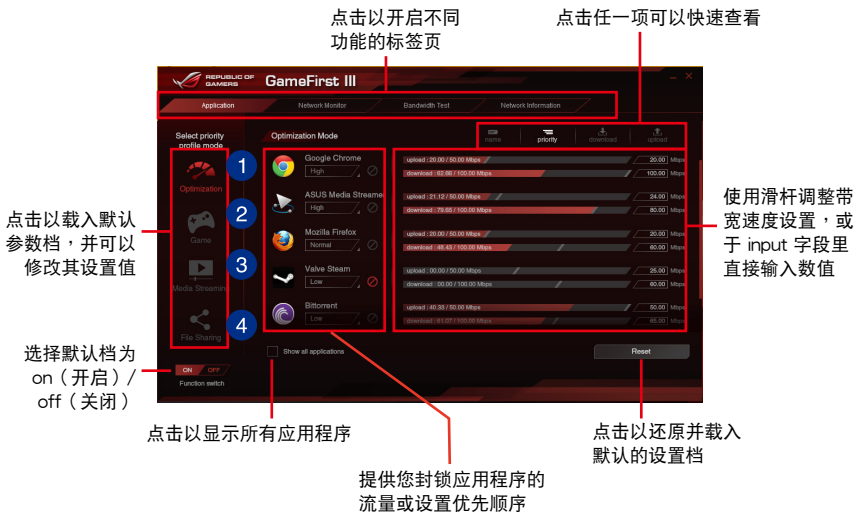 点击以开启不同
功能的标签页
点击任一项可以快速查看
REPUBLIC OF
GAMERS
GameFirst III
Application
Network Monitor
Bandwidth Test
Network Information
Select priority
profile mode
Optimization Mode
name
priority
download
upload
1
Optimization
2
Game
3
Media Streaming
4
File Sharing
Google Chrome
High
upload : 20.00 / 50.00 Mbps
20.00 Mbps
download : 62.68 / 100.00 Mbps
100.00 Mbps
ASUS Media Streamer
High
upload : 21.12 / 50.00 Mbps
24.00 Mbps
download : 79.65 / 100.00 Mbps
80.00 Mbps
Mozilla Firefox
Normal
upload : 20.00 / 50.00 Mbps
20.00 Mbps
download : 48.43 / 100.00 Mbps
60.00 Mbps
Valve Steam
Low
upload : 00.00 / 50.00 Mbps
25.00 Mbps
download : 00.00 / 100.00 Mbps
60.00 Mbps
Bittorrent
Low
upload : 40.33 / 50.00 Mbps
50.00 Mbps
download : 61.07 / 100.00 Mbps
65.00 Mbps
ON
OFF
Function switch
Show all applications
Reset
点击以载入默认
参数档，并可以
修改其设置值
使用滑杆调整带
宽速度设置，或
于 input 字段里
直接输入数值
选择默认档为
on（开启）/
off（关闭）
点击以显示所有应用程序
点击以还原并载入
默认的设置档
提供您封锁应用程序的
流量或设置优先顺序